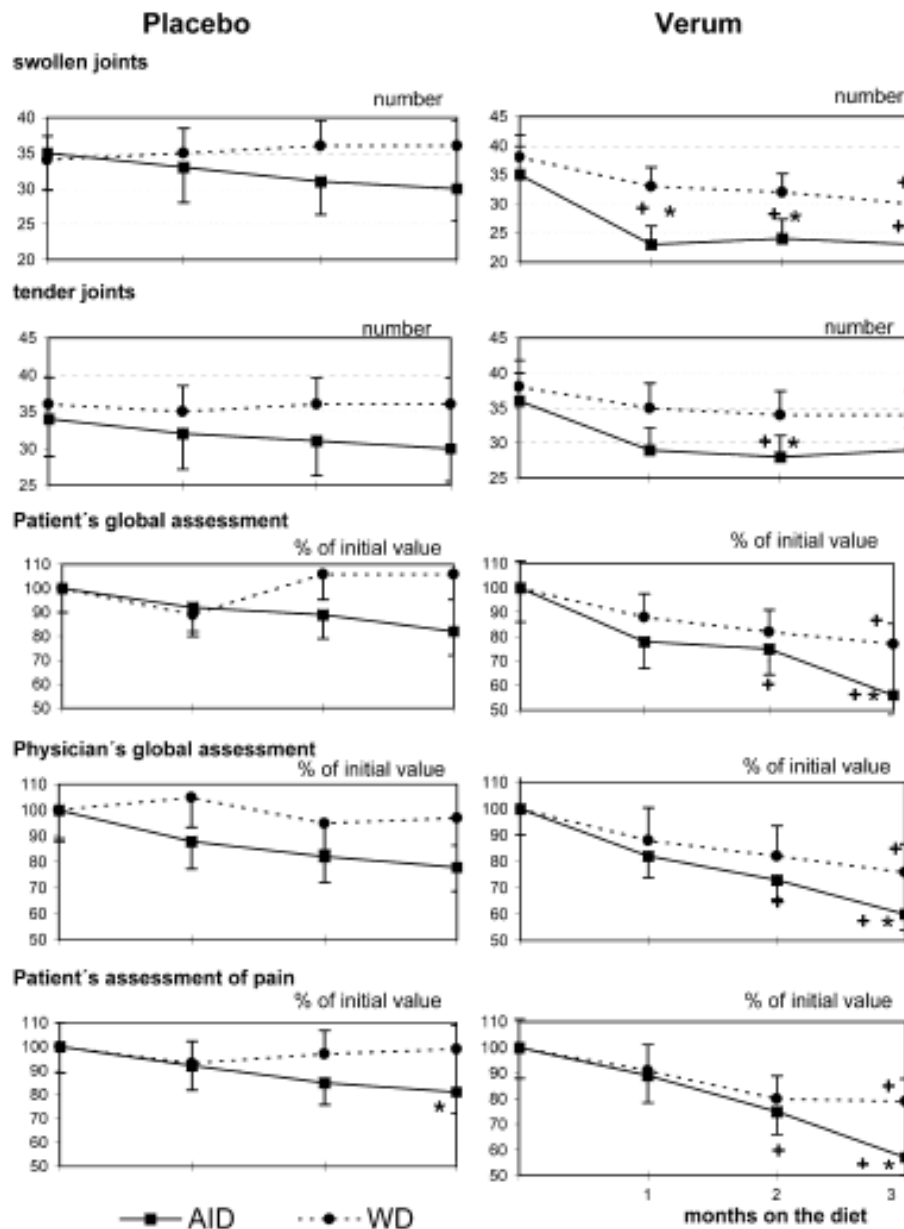 Placebo Verum
swollen joints
number number
40 45
35 40
30 35
25 30
20 25
20
+ * + * + +
tender joints
number number
45 45
40 40
35 35
30 30
25 25
+ *
Patient´s global assessment
% of initial value % of initial value
110 110
100 100
90 90
80 80
70 70
60 60
50 50
+ + + *
Physician´s global assessment
% of initial value % of initial value
110 110
100 100
90 90
80 80
70 70
60 60
50 50
+ + + *
Patient´s assessment of pain
% of initial value % of initial value
110 110
100 100
90 90
80 80
70 70
60 60
50 50
* + + + *
1 2 3
AID WD months on the diet